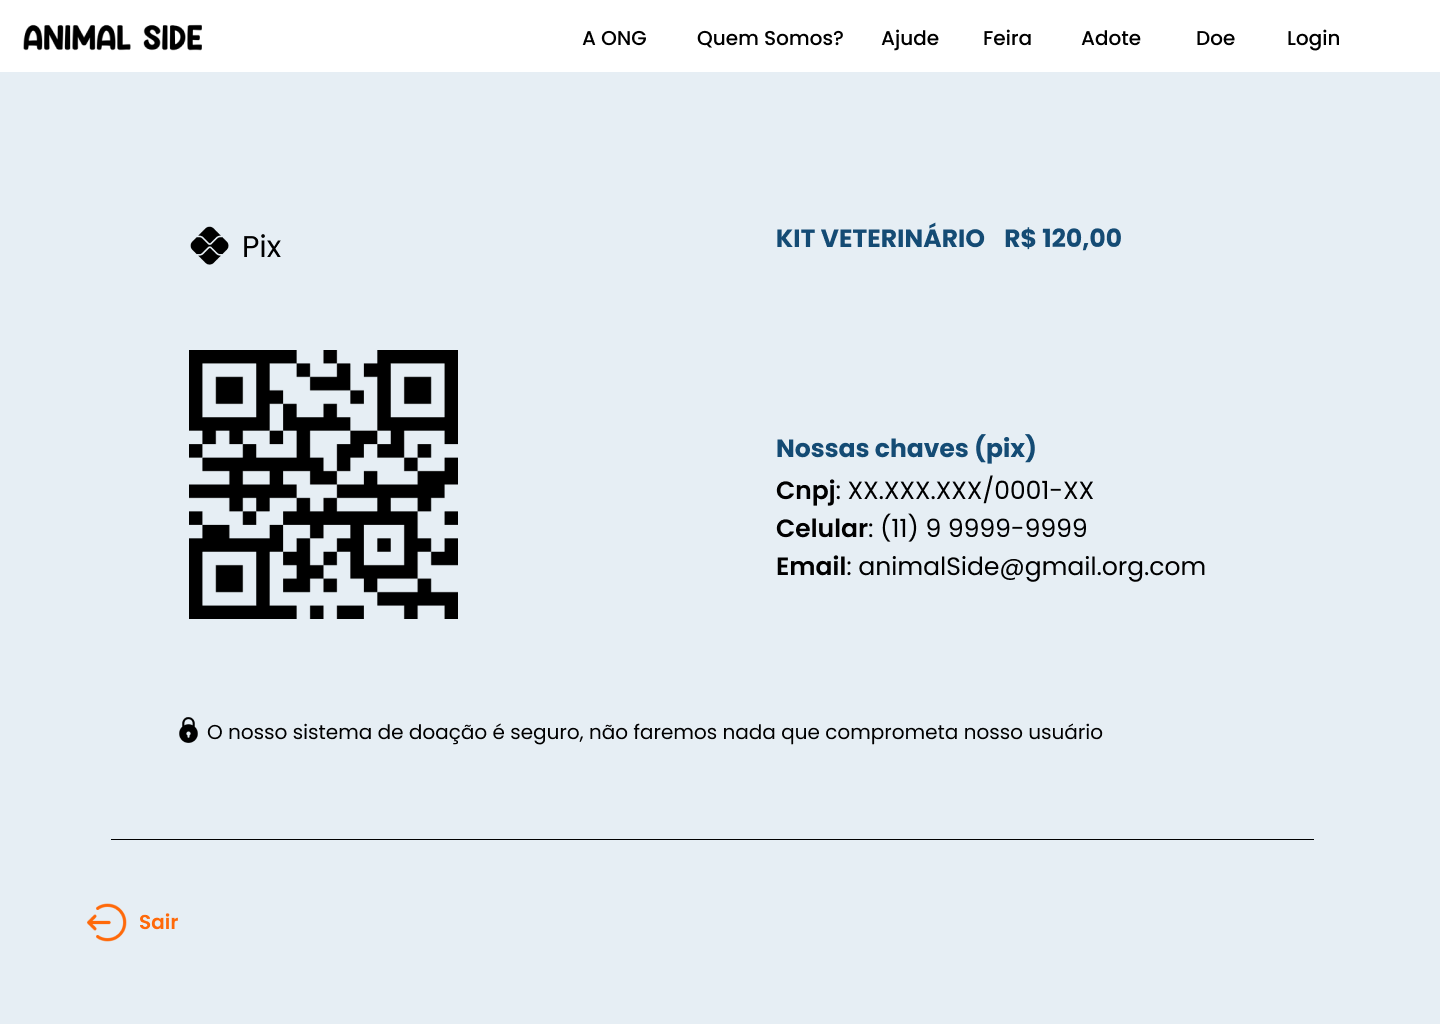 ANIMAL SIDE
A ONG Quem Somos? Ajude Feira Adote Doe Login
Pix
KIT VETERINÁRIO R$ 120,00
Nossas chaves (pix)
Cnpj: XX.XXX.XXX/0001-XX
Celular: (11) 9 9999-9999
Email: animalSide@gmail.org.com
O nosso sistema de doação é seguro, não faremos nada que comprometa nosso usuário
Sair